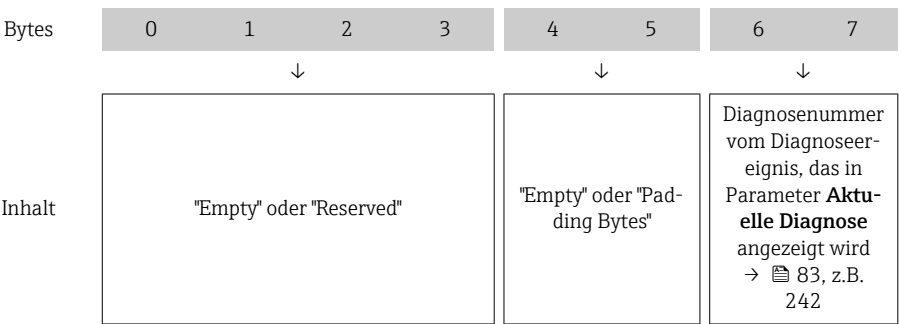 Bytes 0 1 2 3 4 5 6 7
↓ ↓ ↓
Diagnosenummer
vom Diagnoseer-
eignis, das in
Parameter Aktu-
elle Diagnose
angezeigt wird
→ 83, z.B.
242
Inhalt
"Empty" oder "Reserved"
"Empty" oder "Pad-
ding Bytes"